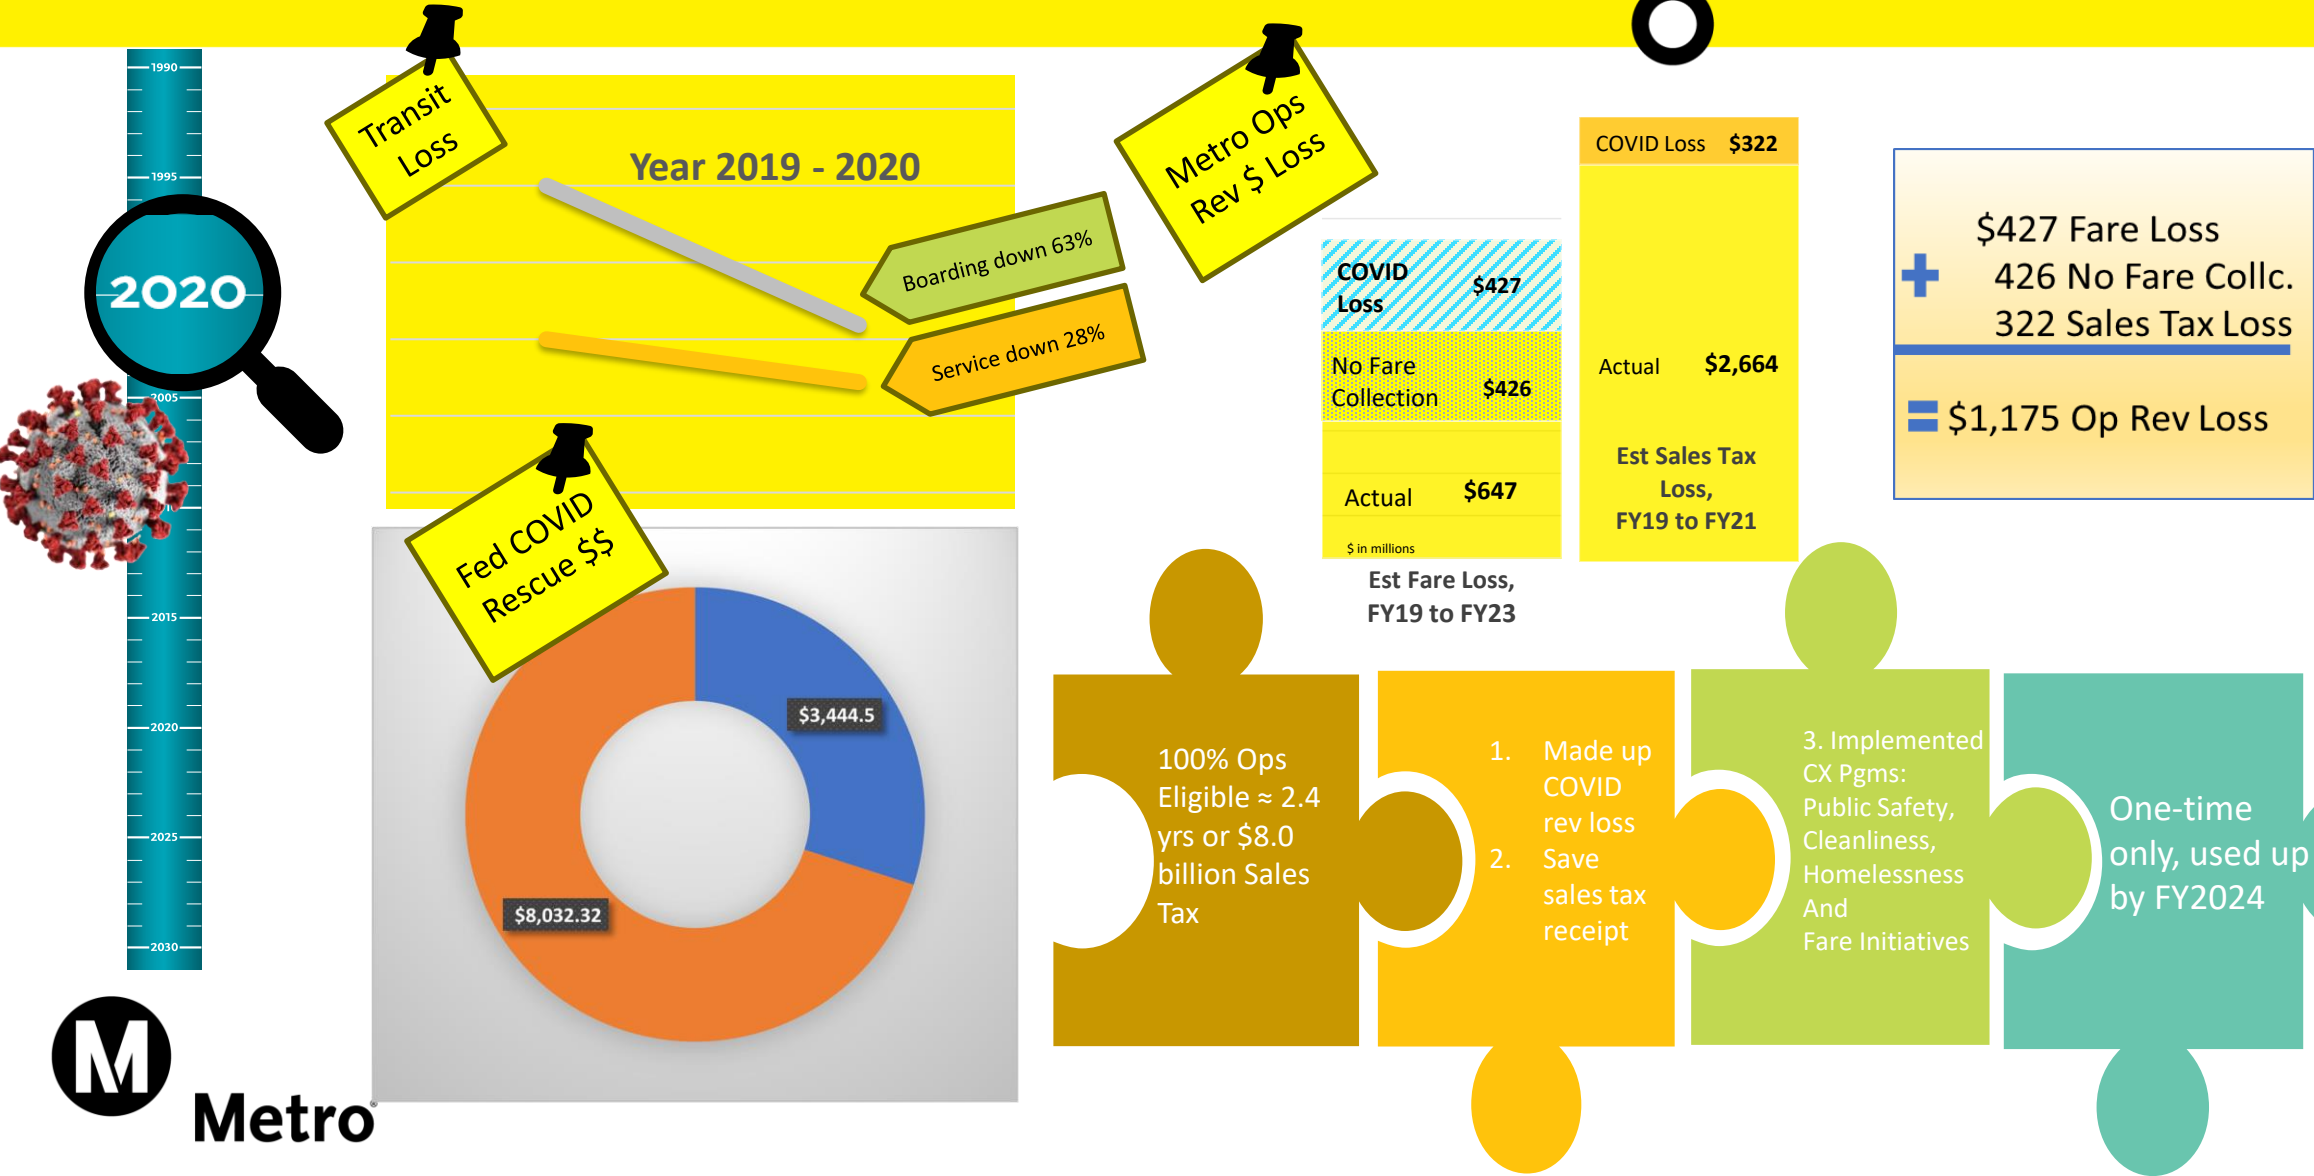 1990
1995
2020
2005
2015
2020
2025
2030
Transit
Loss
Year 2019 - 2020
Boarding down 63%
Service down 28%
Metro Ops
Rev $ Loss
COVID
Loss
$427
No Fare
Collection
$426
Actual
$647
$ in millions
Est Fare Loss,
FY19 to FY23
COVID Loss $322
Actual $2,664
Est Sales Tax
Loss,
FY19 to FY21
$427 Fare Loss
+ 426 No Fare Collc.
322 Sales Tax Loss
= $1,175 Op Rev Loss
Fed COVID
Rescue $$
$3,444.5
$8,032.32
100% Ops
Eligible ≈ 2.4
yrs or $8.0
billion Sales
Tax
1. Made up
COVID
rev loss
2. Save
sales tax
receipt
3. Implemented
CX Pgms:
Public Safety,
Cleanliness,
Homelessness
And
Fare Initiatives
One-time
only, used up
by FY2024
M
Metro